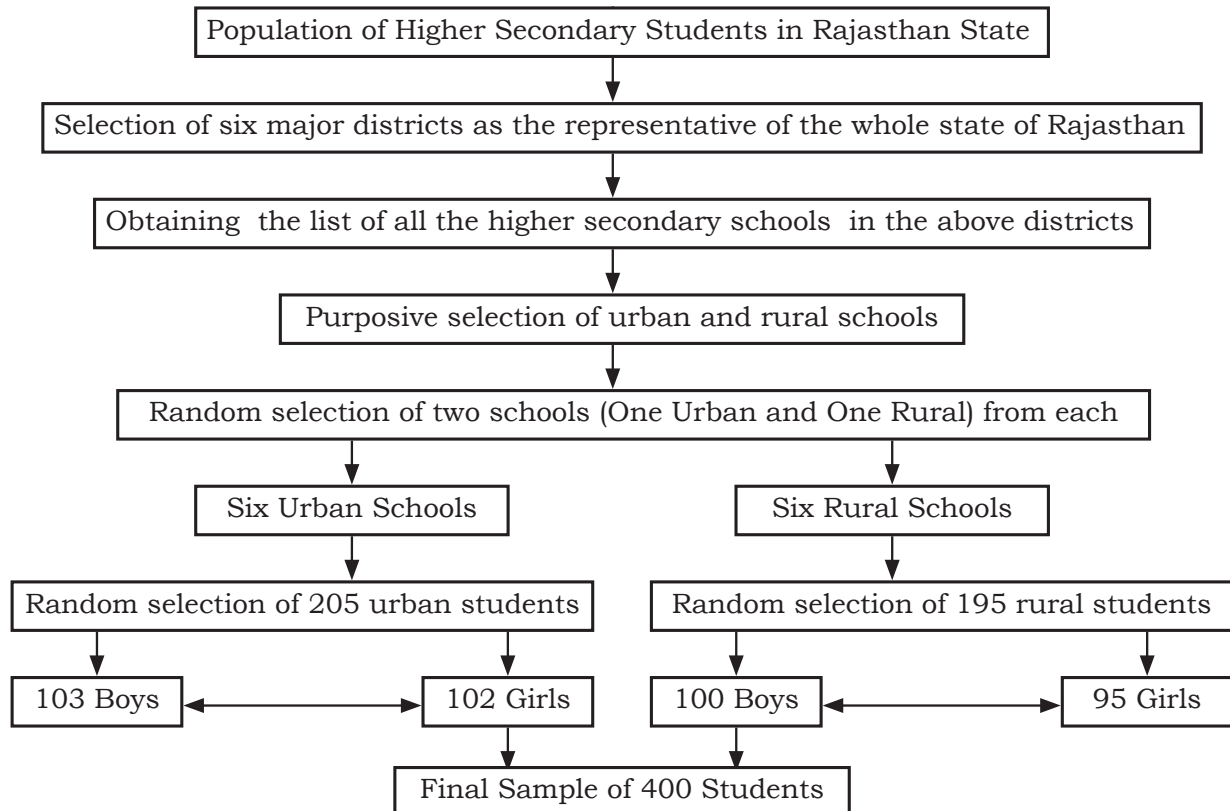 Population of Higher Secondary Students in Rajasthan State
Selection of six major districts as the representative of the whole state of Rajasthan
Obtaining the list of all the higher secondary schools in the above districts
Purposive selection of urban and rural schools
Random selection of two schools (One Urban and One Rural) from each
Six Urban Schools
Six Rural Schools
Random selection of 205 urban students
Random selection of 195 rural students
103 Boys
102 Girls
100 Boys
95 Girls
Final Sample of 400 Students